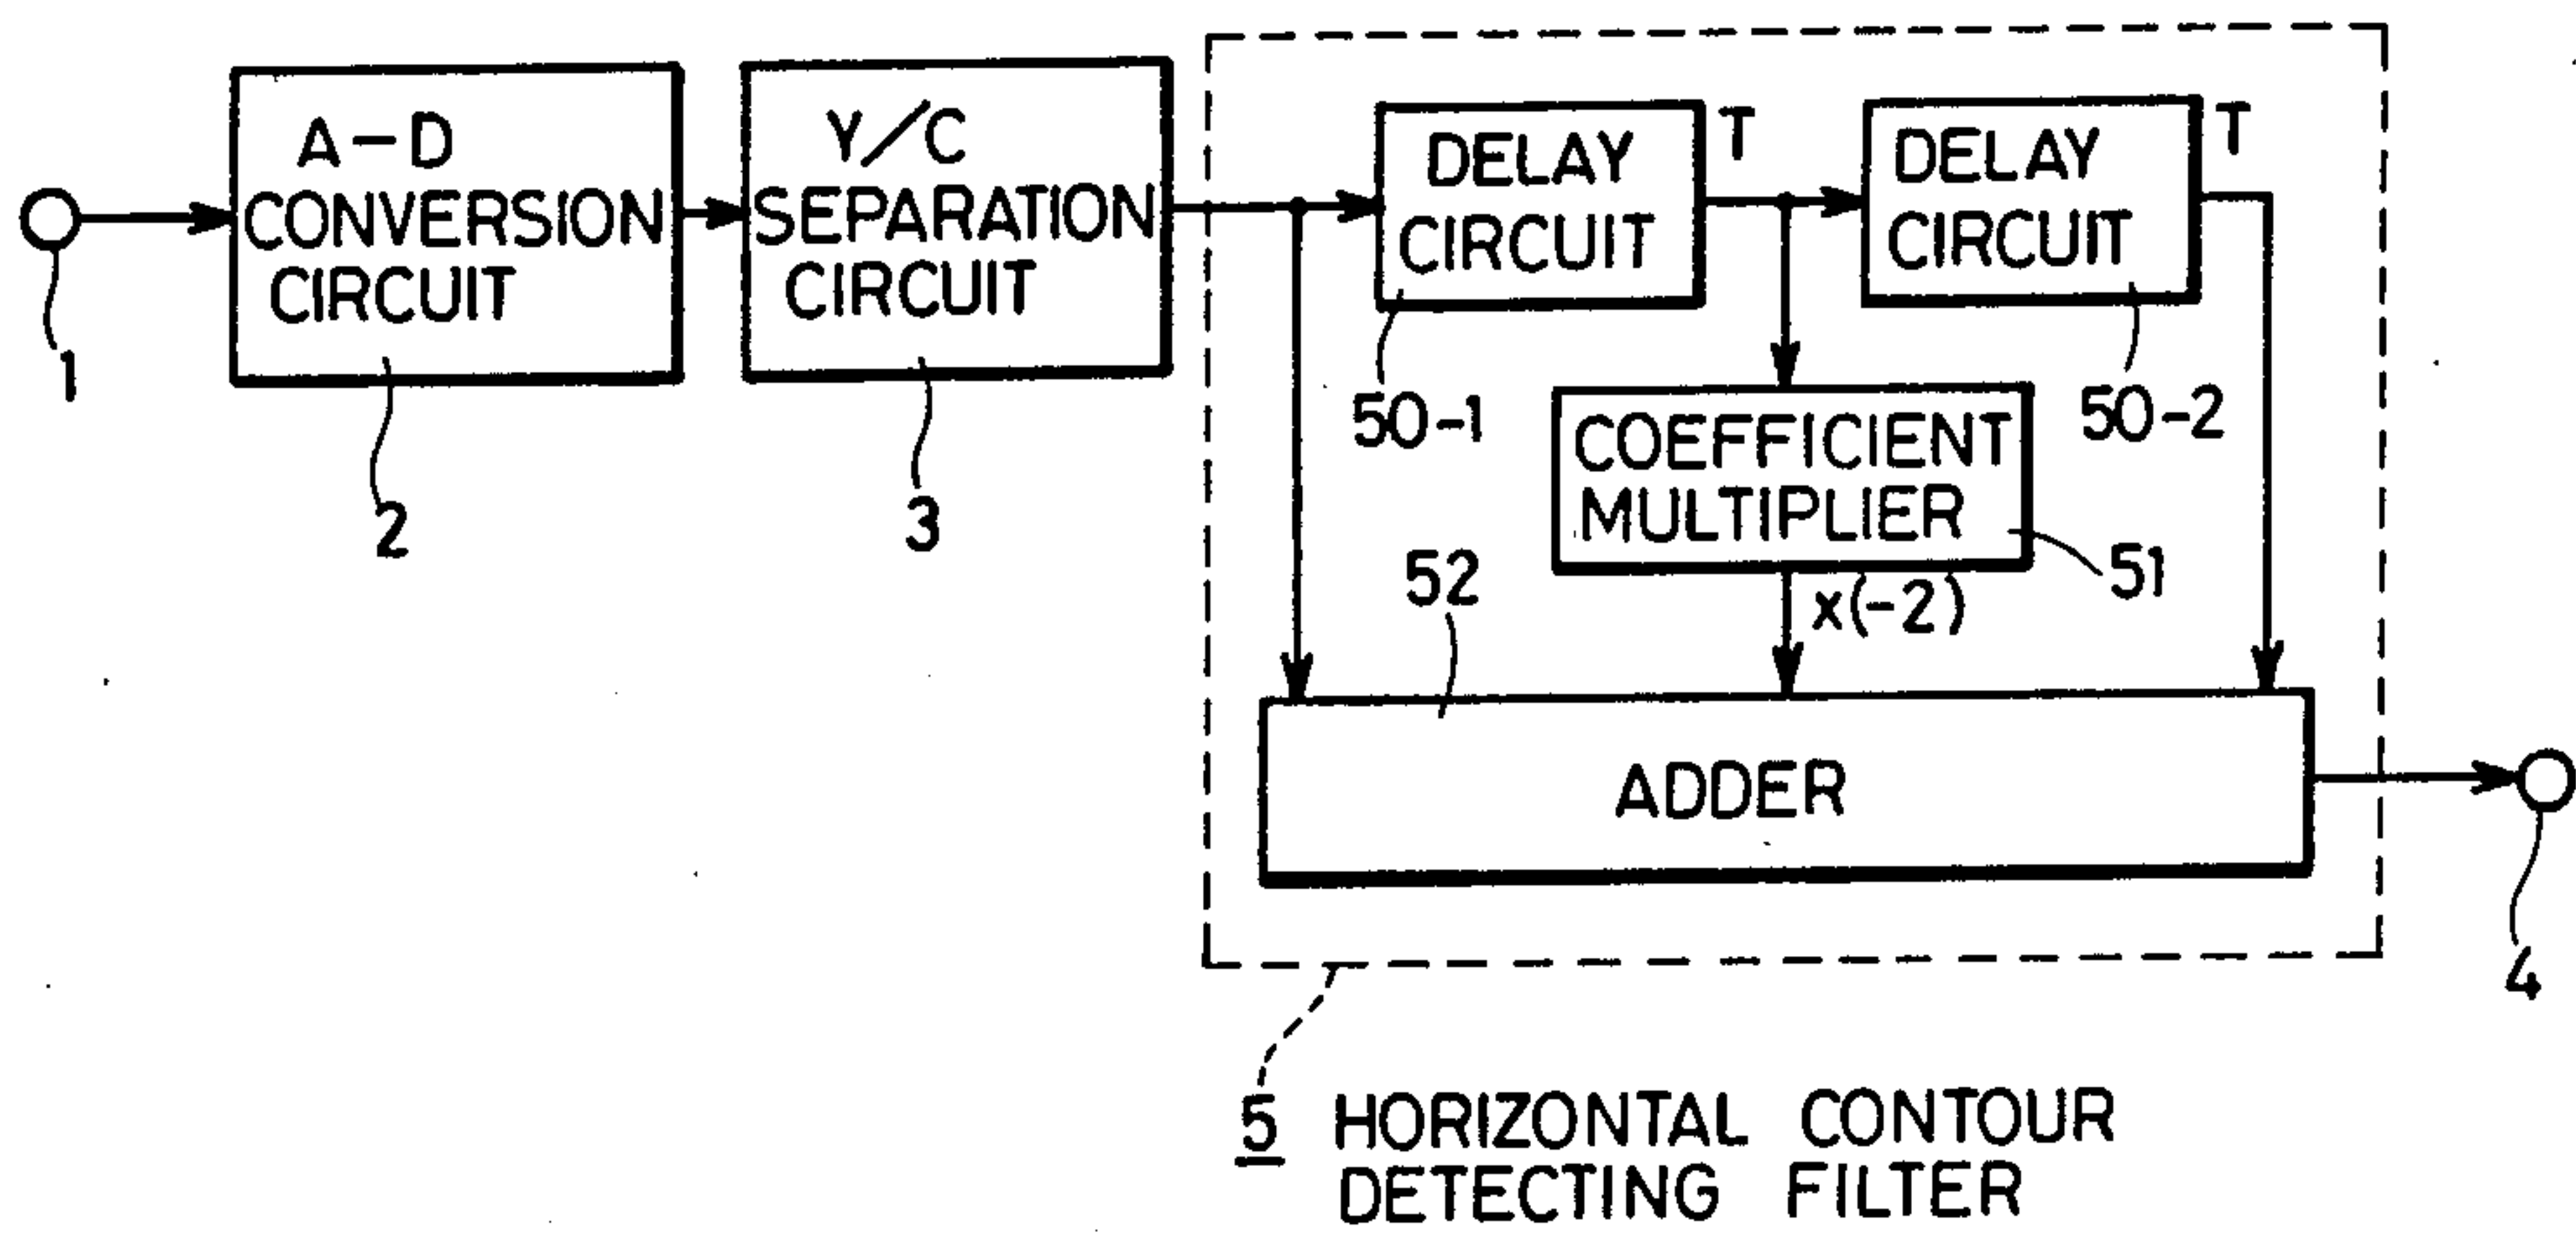 A-D
CONVERSION
CIRCUIT
Y/C
SEPARATION
CIRCUIT
DELAY
CIRCUIT
T
DELAY
CIRCUIT
T
1
2
3
50-1
50-2
COEFFICIENT
MULTIPLIER
51
52
x(-2)
ADDER
4
5 HORIZONTAL CONTOUR
DETECTING FILTER